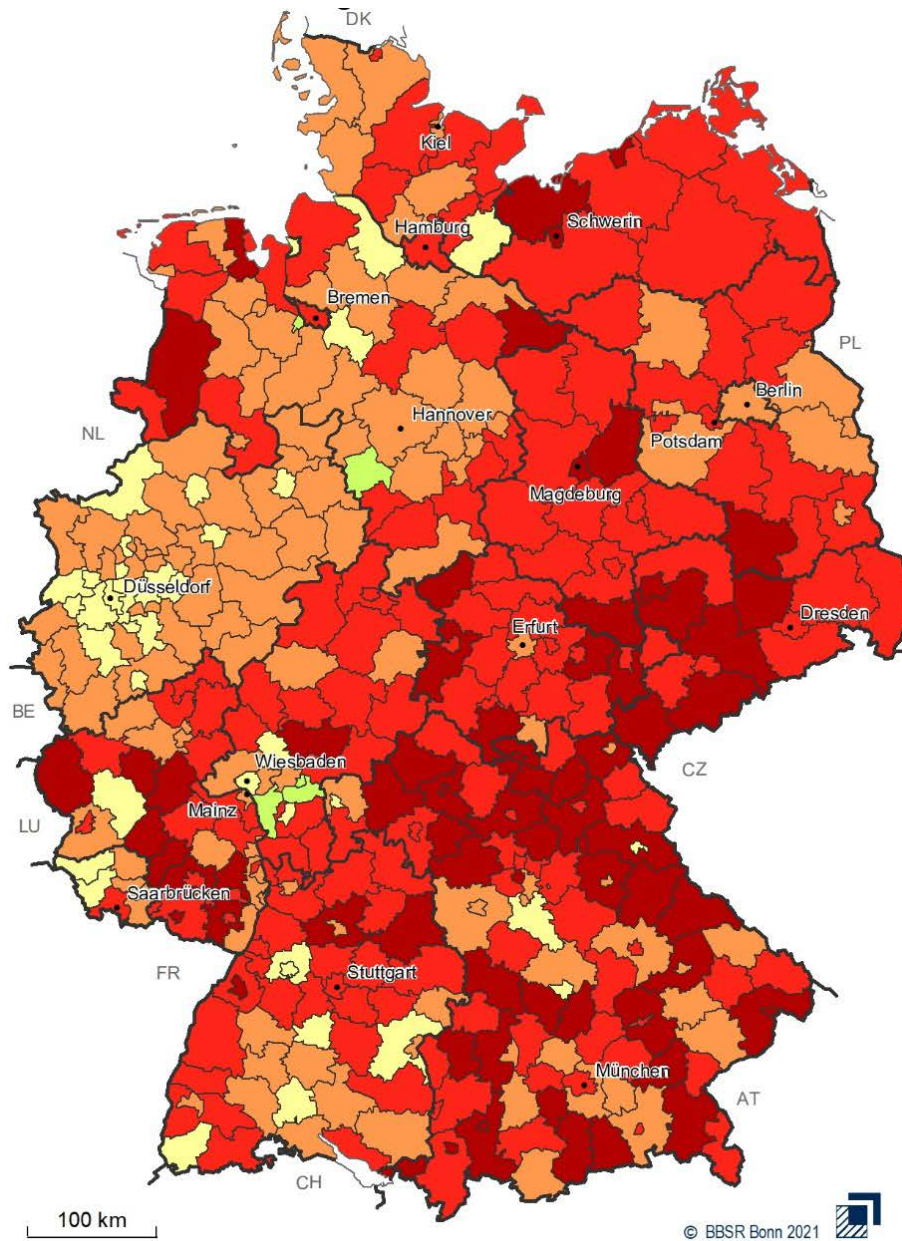 DK
Kiel
Hamburg
Schwerin
Bremen
PL
Berlin
Hannover
NL
Potsdam
Magdeburg
Düsseldorf
Dresden
Erfurt
BE
Wiesbaden
CZ
Mainz
LU
Saarbrücken
FR
Stuttgart
München
AT
CH
100 km
© BBSR Bonn 2021